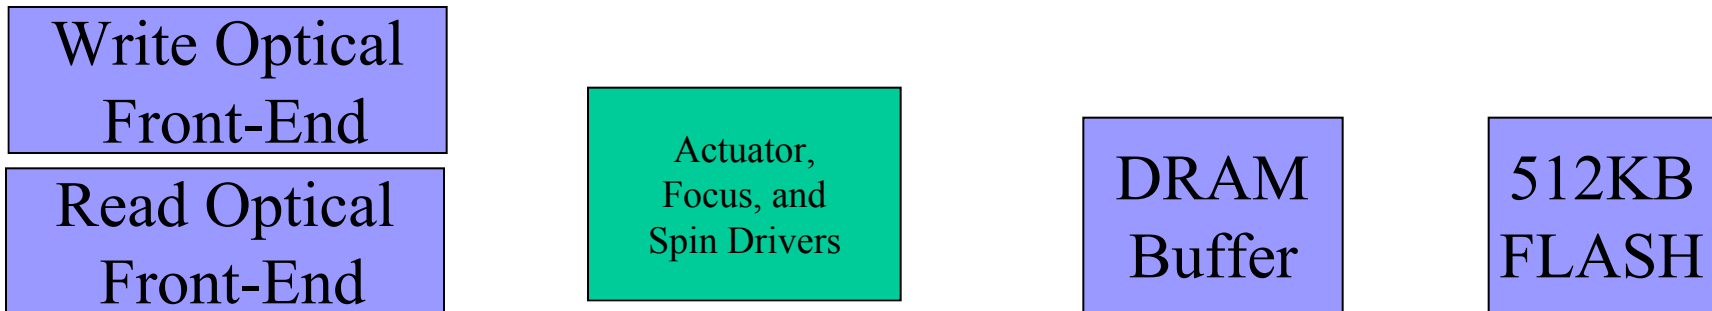 Write Optical
Front-End
Read Optical
Front-End
Actuator,
Focus, and
Spin Drivers
DRAM
Buffer
512KB
FLASH